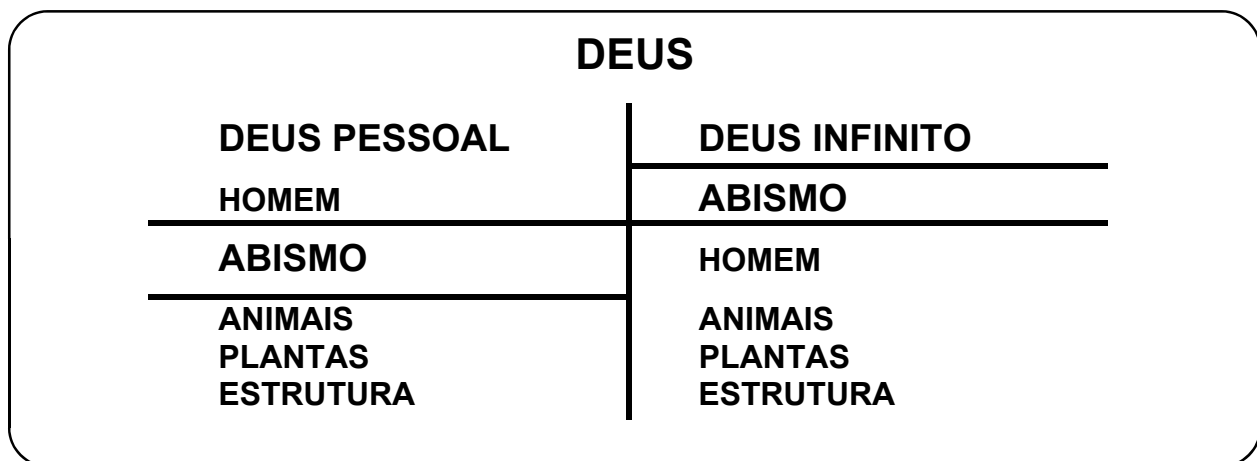 DEUS
DEUS PESSOAL
HOMEM
ABISMO
ANIMAIS
PLANTAS
ESTRUTURA
DEUS INFINITO
ABISMO
HOMEM
ANIMAIS
PLANTAS
ESTRUTURA